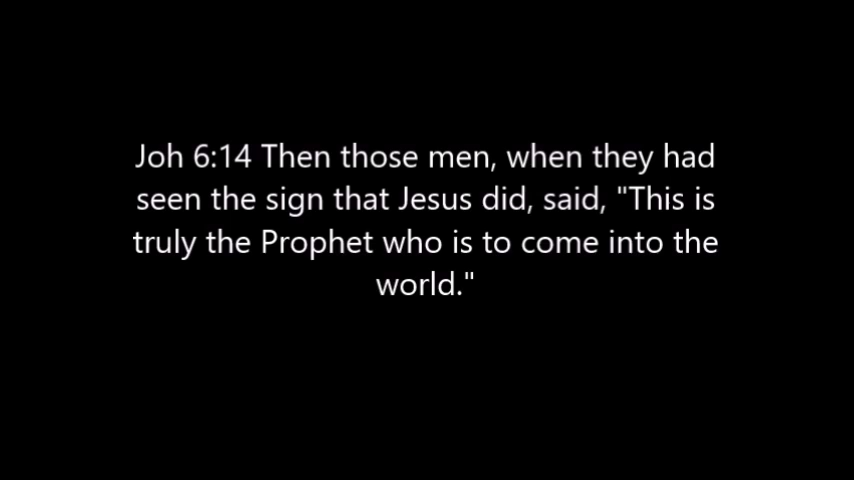 Joh 6:14 Then those men, when they had
seen the sign that Jesus did, said, "This is
truly the Prophet who is to come into the
world."